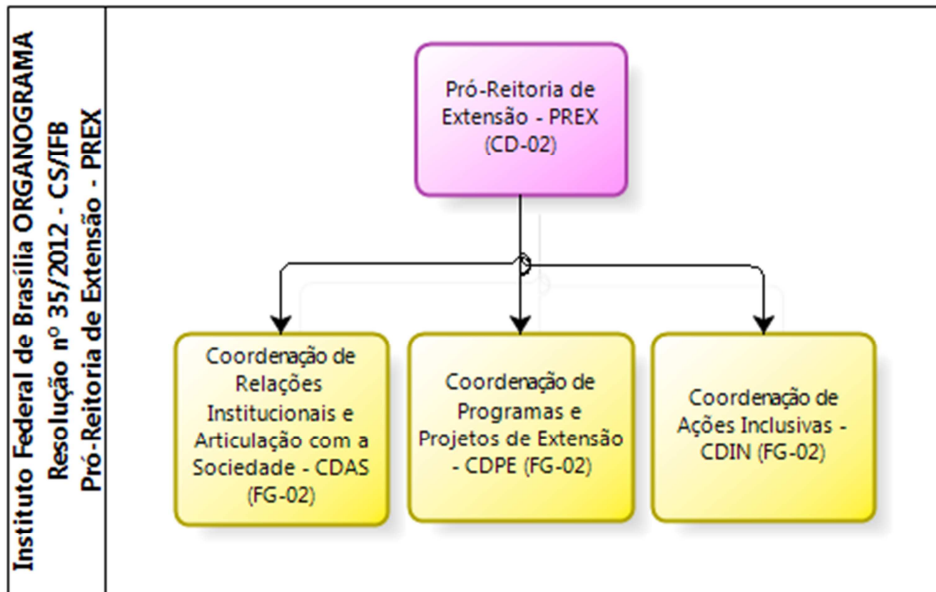 Instituto Federal de Brasília ORGANOGRAMA
Resolução nº 35/2012 - CS/IFB
Pró-Reitoria de Extensão - PREX
Pró-Reitoria de
Extensão - PREX
(CD-02)
Coordenação de
Relações
Institucionais e
Articulação com a
Sociedade - CDAS
(FG-02)
Coordenação de
Programas e
Projetos de Extensão
- CDPE (FG-02)
Coordenação de
Ações Inclusivas -
CDIN (FG-02)